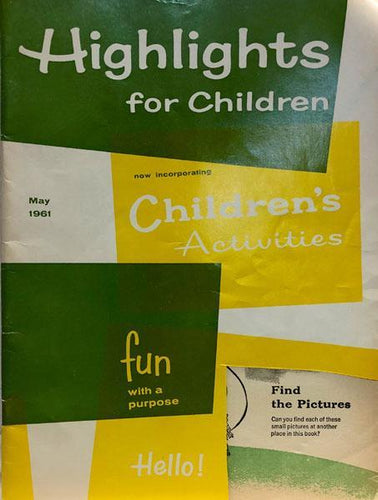 Highlights
for Children
now incorporating
Children's
Activities
May
1961
fun
with a
purpose
Hello!
Find
the Pictures
Can you find each of these
small pictures at another
place in this book?